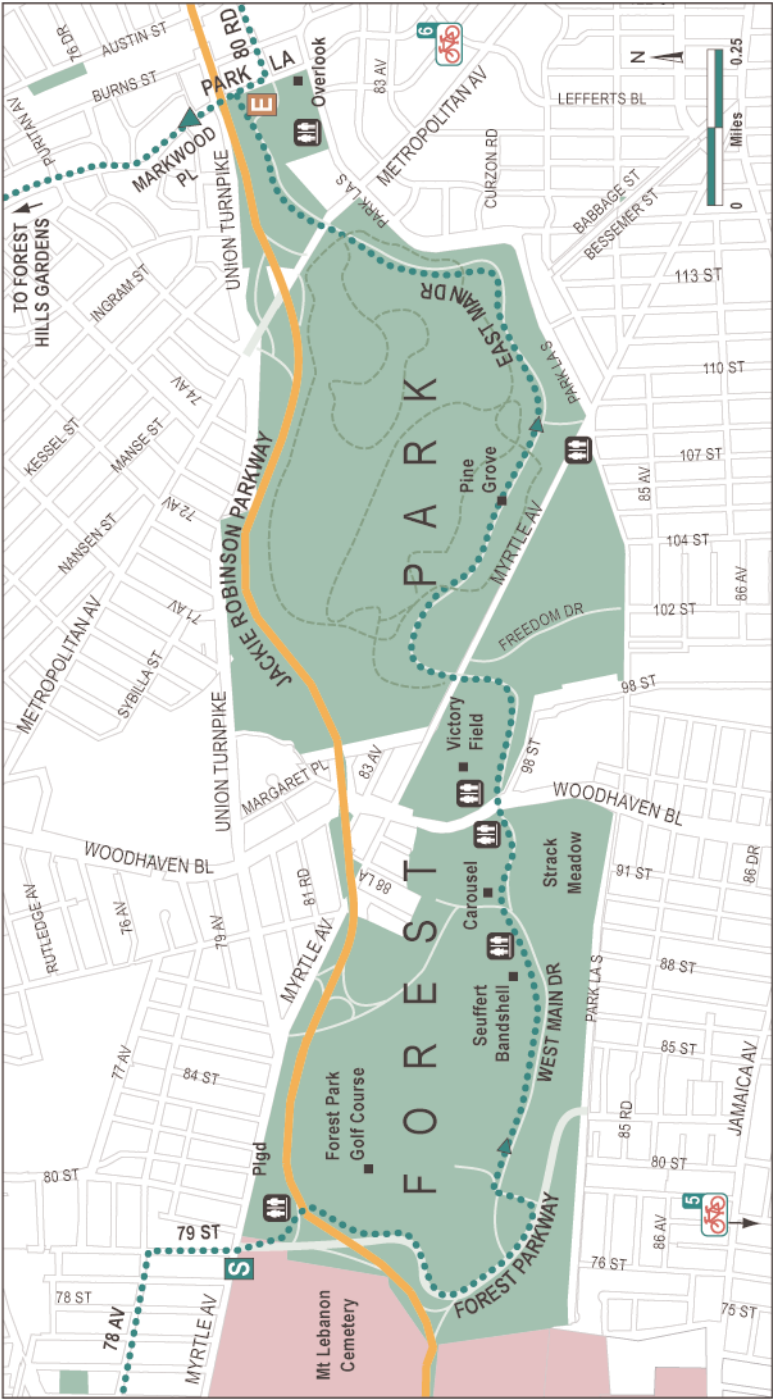 TO FOREST
HILLS GARDENS
PURITAN AV
76 DR
BURNS ST
AUSTIN ST
80 RD
PARK LA
MARKWOOD
PL
E
Overlook
83 AV
6
METROPOLITAN AV
LEFFERTS BL
N
0
0.25
Miles
UNION TURNPIKE
INGRAM ST
PARK LA S
CURZON RD
BABBAGE ST
BESSEMER ST
113 ST
EAST MAIN DR
KESSEL ST
MANSE ST
74 AV
72 AV
NANSEN ST
71 AV
METROPOLITAN AV
SYBILLA ST
JACKIE ROBINSON PARKWAY
PARK LA S
110 ST
107 ST
85 AV
104 ST
86 AV
102 ST
Pine
Grove
MYRTLE AV
FREEDOM DR
FOREST PARK
98 ST
UNION TURNPIKE
MARGARET PL
83 AV
Victory
Field
98 ST
WOODHAVEN BL
WOODHAVEN BL
RUTLEDGE AV
76 AV
79 AV
81 RD
88 LA
Carousel
Strack
Meadow
91 ST
86 DR
MYRTLE AV
Seuffert
Bandshell
WEST MAIN DR
PARK LA S
88 ST
85 ST
JAMAICA AV
77 AV
84 ST
Forest Park
Golf Course
85 RD
80 ST
80 ST
Plgd
79 ST
S
FOREST PARKWAY
86 AV
5
76 ST
75 ST
78 ST
78 AV
MYRTLE AV
Mt Lebanon
Cemetery